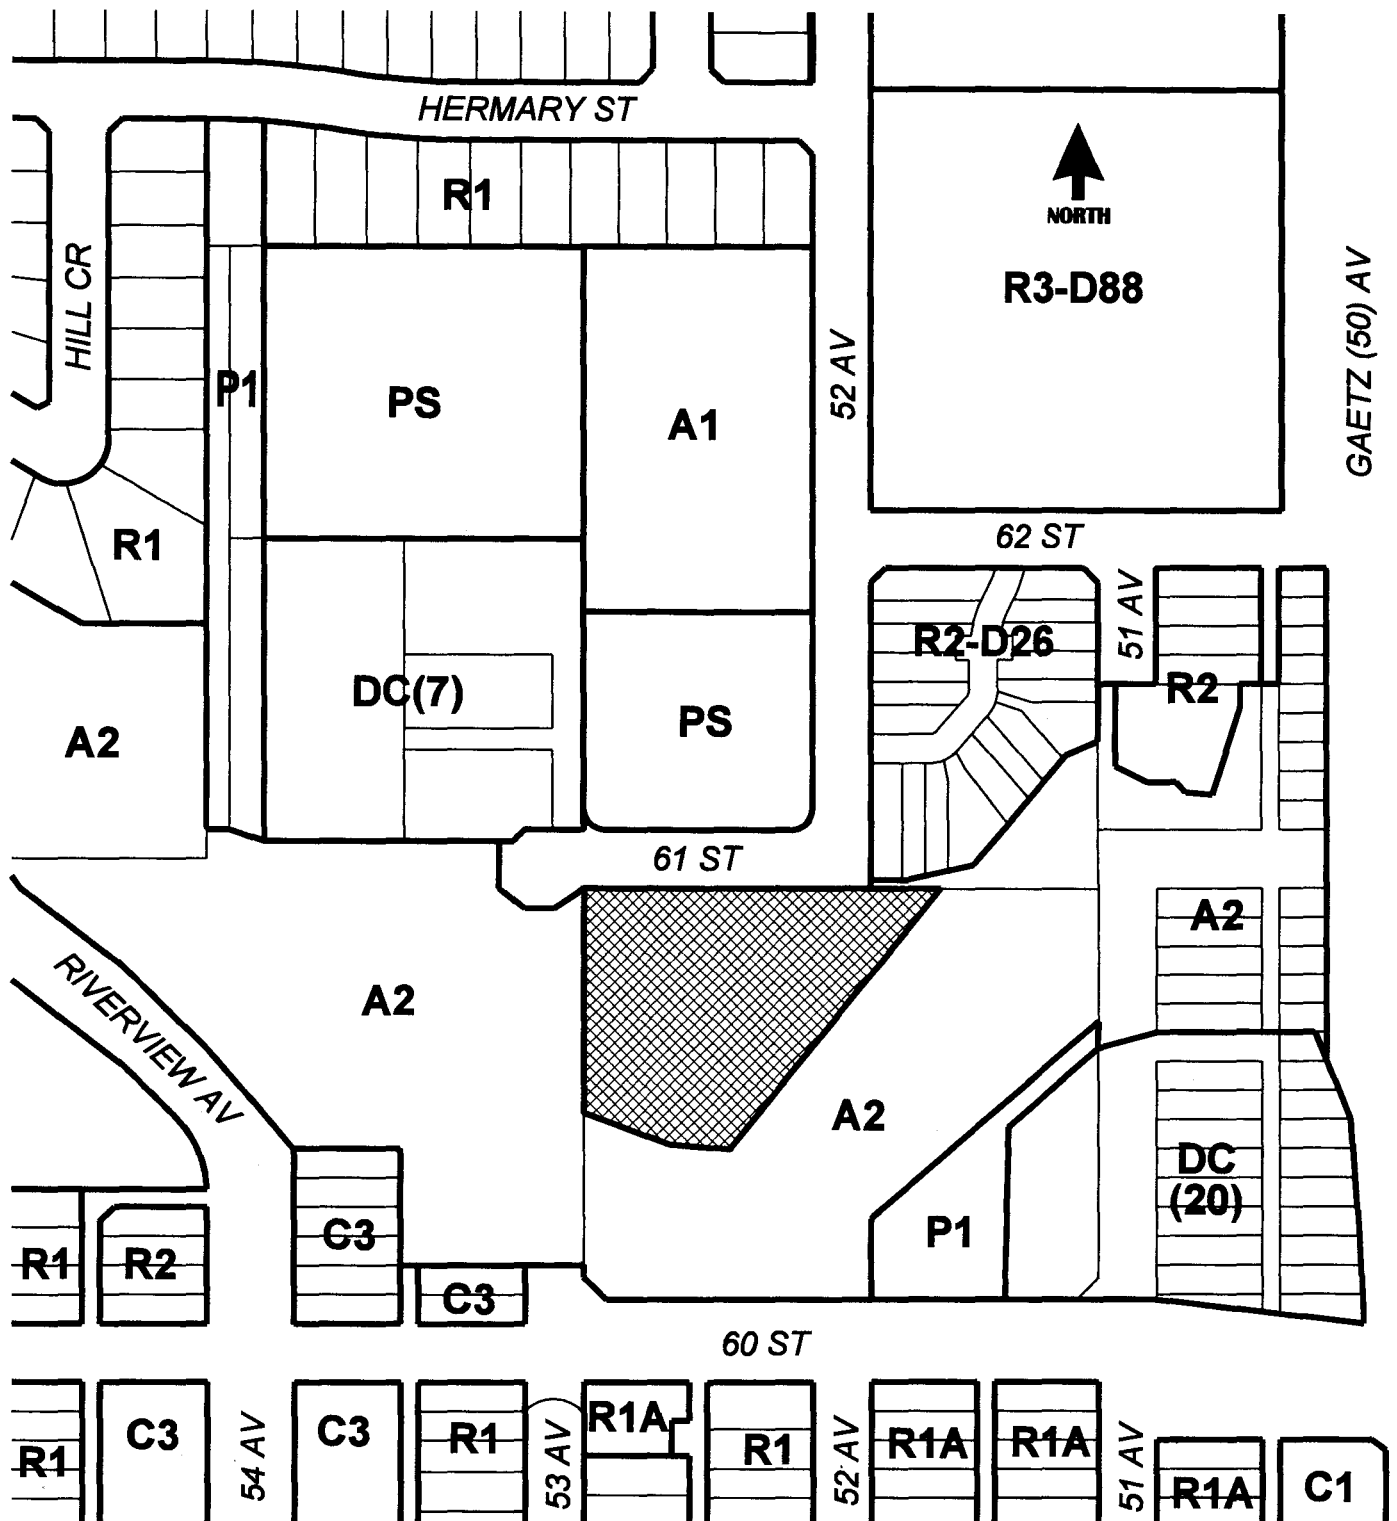 HERMARY ST
R1
NORTH
R3-D88
HILL CR
GAETZ (50) AV
52 AV
P1
PS
A1
62 ST
R1
51 AV
R2-D26
R2
DC(7)
PS
A2
61 ST
A2
RIVERVIEW AV
A2
A2
DC
(20)
P1
C3
R1
R2
C3
60 ST
R1A
C3
C3
R1
R1
R1A
R1A
R1
54 AV
53 AV
52 AV
51 AV
R1A
C1